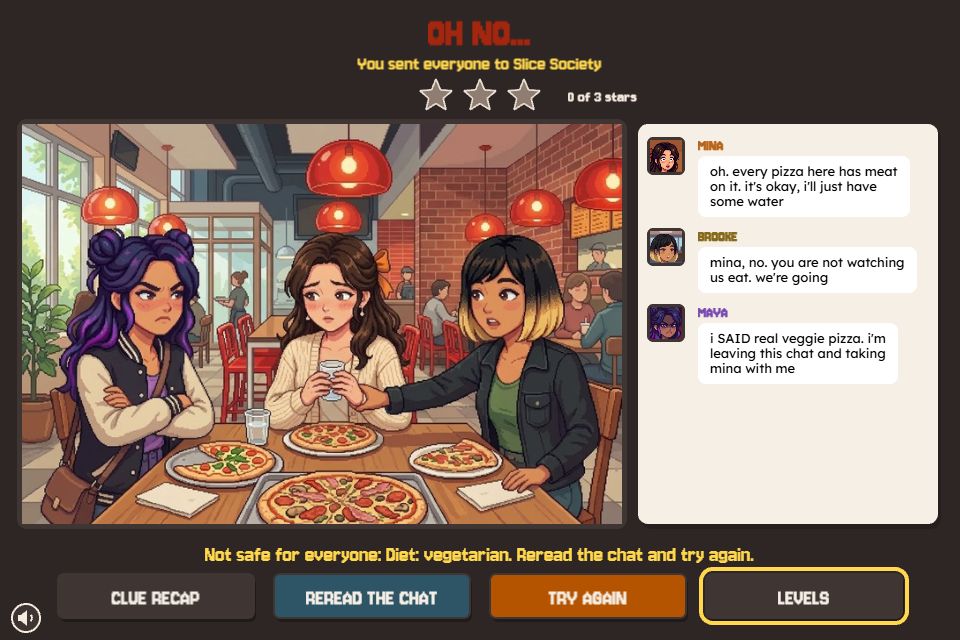 OH NO...
You sent everyone to Slice Society
0 of 3 stars
MINA
oh. every pizza here has meat
on it. it's okay, i'll just have
some water
BROOKE
mina, no. you are not watching
us eat. we're going
MAYA
i SAID real veggie pizza. i'm
leaving this chat and taking
mina with me
Not safe for everyone: Diet: vegetarian. Reread the chat and try again.
CLUE RECAP
REREAD THE CHAT
TRY AGAIN
LEVELS